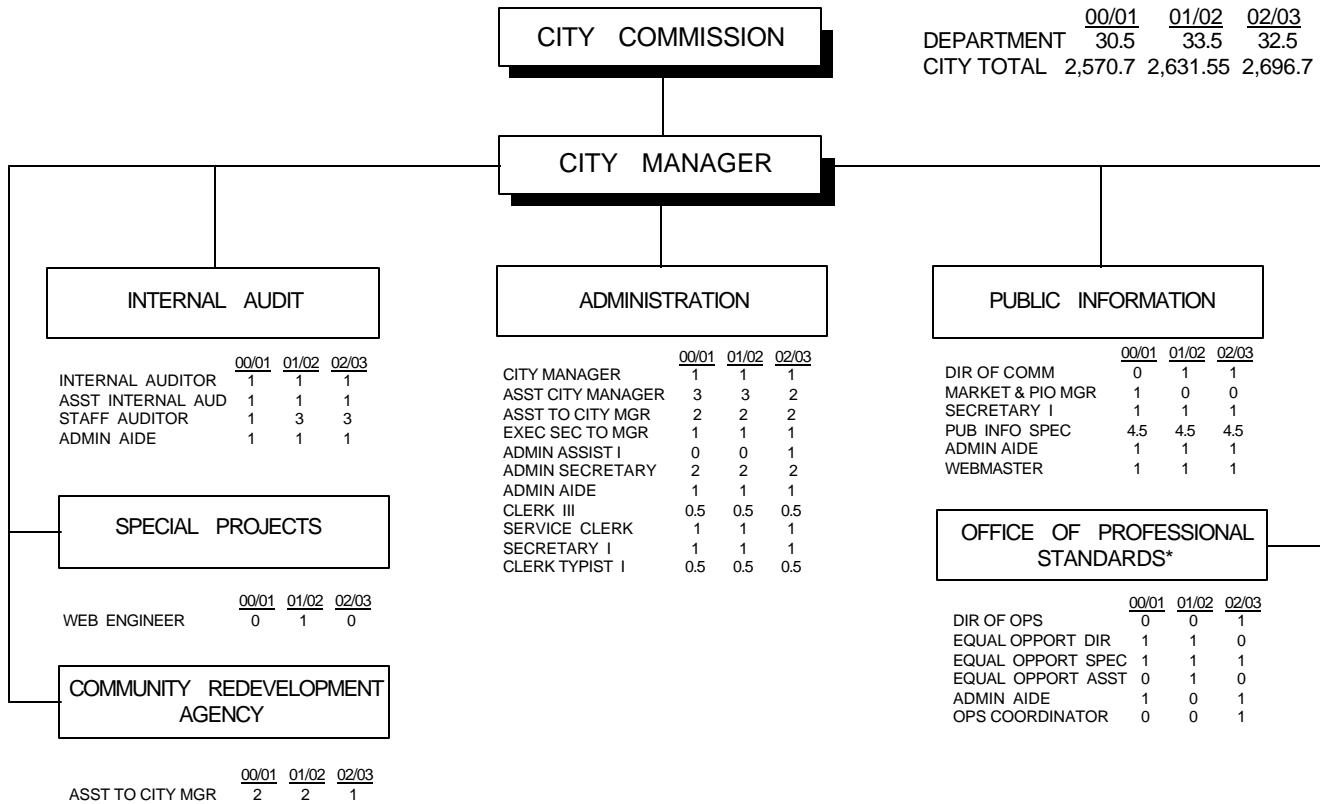 CITY COMMISSION
00/01 01/02 02/03
DEPARTMENT 30.5 33.5 32.5
CITY TOTAL 2,570.7 2,631.55 2,696.7
CITY MANAGER
INTERNAL AUDIT
00/01 01/02 02/03
INTERNAL AUDITOR 1 1 1
ASST INTERNAL AUD 1 1 1
STAFF AUDITOR 1 3 3
ADMIN AIDE 1 1 1
SPECIAL PROJECTS
00/01 01/02 02/03
WEB ENGINEER 0 1 0
COMMUNITY REDEVELOPMENT
AGENCY
00/01 01/02 02/03
ASST TO CITY MGR 2 2 1
ADMINISTRATION
00/01 01/02 02/03
CITY MANAGER 1 1 1
ASST CITY MANAGER 3 3 2
ASST TO CITY MGR 2 2 2
EXEC SEC TO MGR 1 1 1
ADMIN ASSIST I 0 0 1
ADMIN SECRETARY 2 2 2
ADMIN AIDE 1 1 1
CLERK III 0.5 0.5 0.5
SERVICE CLERK 1 1 1
SECRETARY I 1 1 1
CLERK TYPIST I 0.5 0.5 0.5
PUBLIC INFORMATION
00/01 01/02 02/03
DIR OF COMM 0 1 1
MARKET & PIO MGR 1 0 0
SECRETARY I 1 1 1
PUB INFO SPEC 4.5 4.5 4.5
ADMIN AIDE 1 1 1
WEBMASTER 1 1 1
OFFICE OF PROFESSIONAL
STANDARDS*
00/01 01/02 02/03
DIR OF OPS 0 0 1
EQUAL OPPORT DIR 1 1 0
EQUAL OPPORT SPEC 1 1 1
EQUAL OPPORT ASST 0 1 0
ADMIN AIDE 1 0 1
OPS COORDINATOR 0 0 1